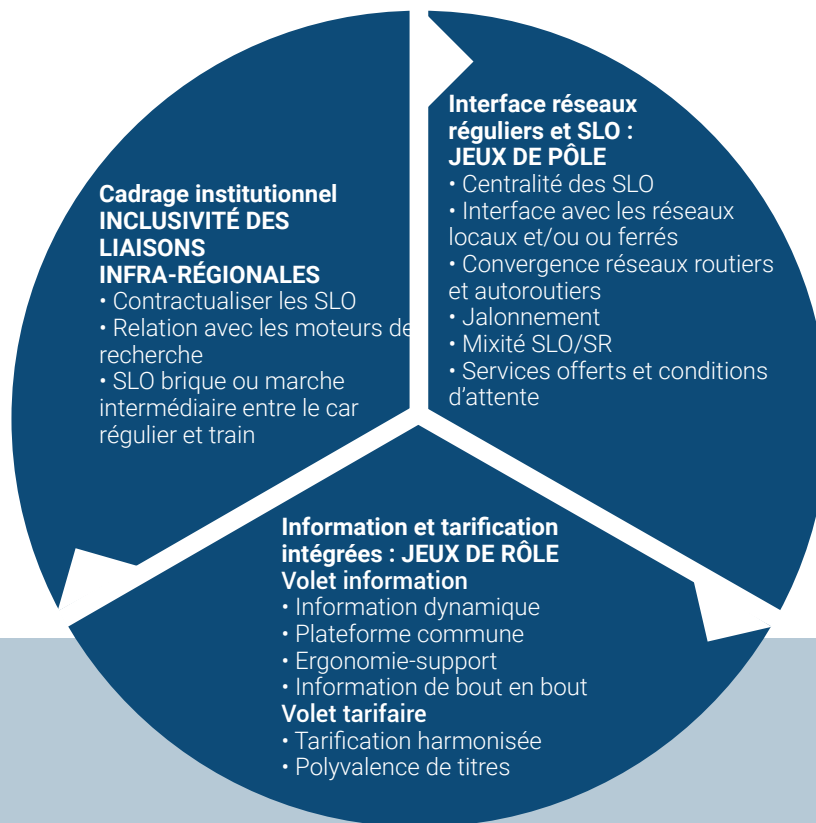 Cadrage institutionnel
INCLUSIVITÉ DES
LIAISONS
INFRA-RÉGIONALES
• Contractualiser les SLO
• Relation avec les moteurs de
recherche
• SLO brique ou marche
intermédiaire entre le car
régulier et train
Interface réseaux
réguliers et SLO :
JEUX DE PÔLE
• Centralité des SLO
• Interface avec les réseaux
locaux et/ou ou ferrés
• Convergence réseaux routiers
et autoroutiers
• Jalonnement
• Mixité SLO/SR
• Services offerts et conditions
d'attente
Information et tarification
intégrées : JEUX DE RÔLE
Volet information
• Information dynamique
• Plateforme commune
• Ergonomie-support
• Information de bout en bout
Volet tarifaire
• Tarification harmonisée
• Polyvalence de titres